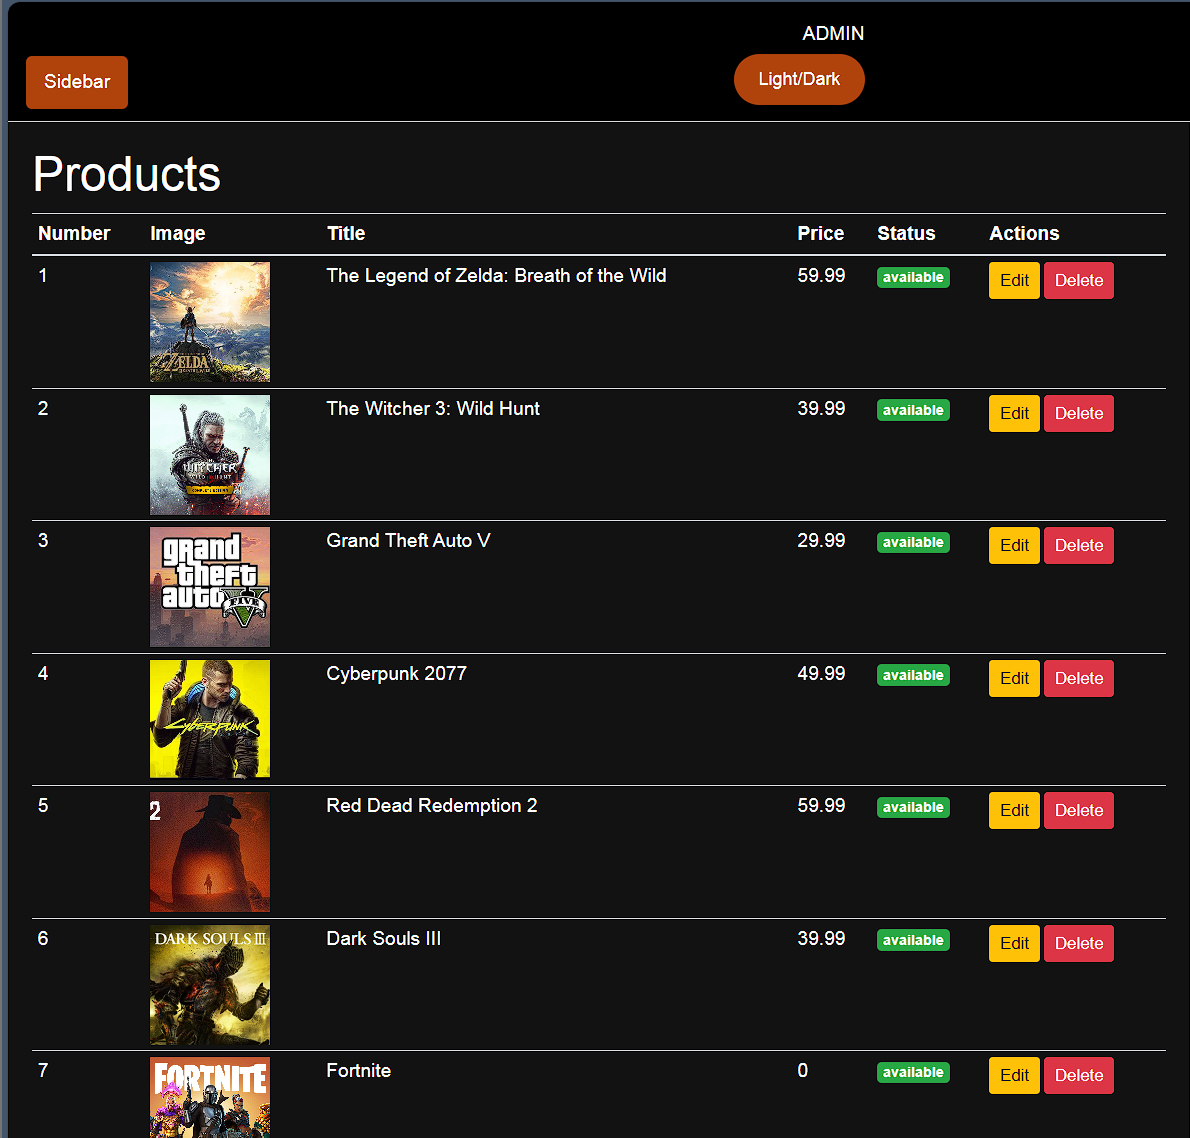 ADMIN
Sidebar
Light/Dark
Products
Number Image Title Price Status Actions
1 The Legend of Zelda: Breath of the Wild 59.99 available Edit Delete
ZELDA
2 The Witcher 3: Wild Hunt 39.99 available Edit Delete
WITCHER
WILD HUNT
COMPLETE EDITION
3 Grand Theft Auto V 29.99 available Edit Delete
grand
theft
auto V
FIVE
4 Cyberpunk 2077 49.99 available Edit Delete
Cyberpunk
5 Red Dead Redemption 2 59.99 available Edit Delete
2
6 Dark Souls III 39.99 available Edit Delete
DARK SOULS III
7 Fortnite 0 available Edit Delete
FORTNITE